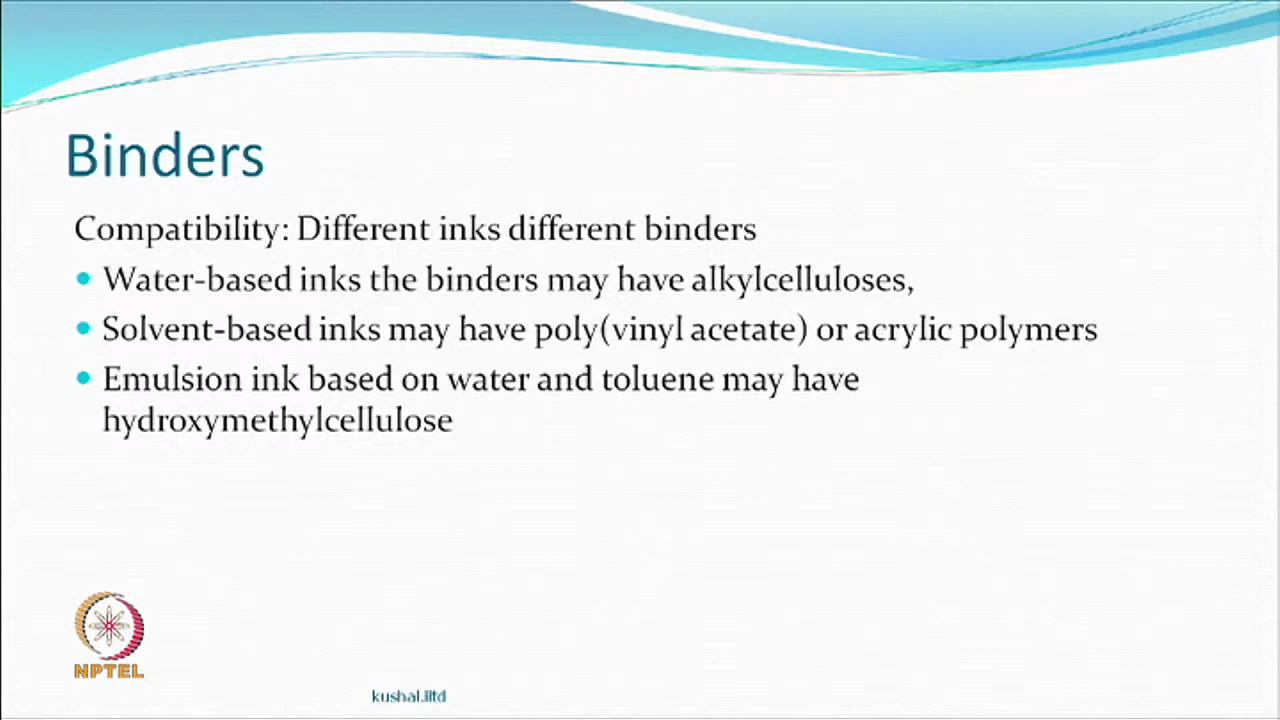 Binders
Compatibility: Different inks different binders
Water-based inks the binders may have alkylcelluloses,
Solvent-based inks may have poly(vinyl acetate) or acrylic polymers
Emulsion ink based on water and toluene may have
hydroxymethylcellulose
NPTEL
kushal.iitd